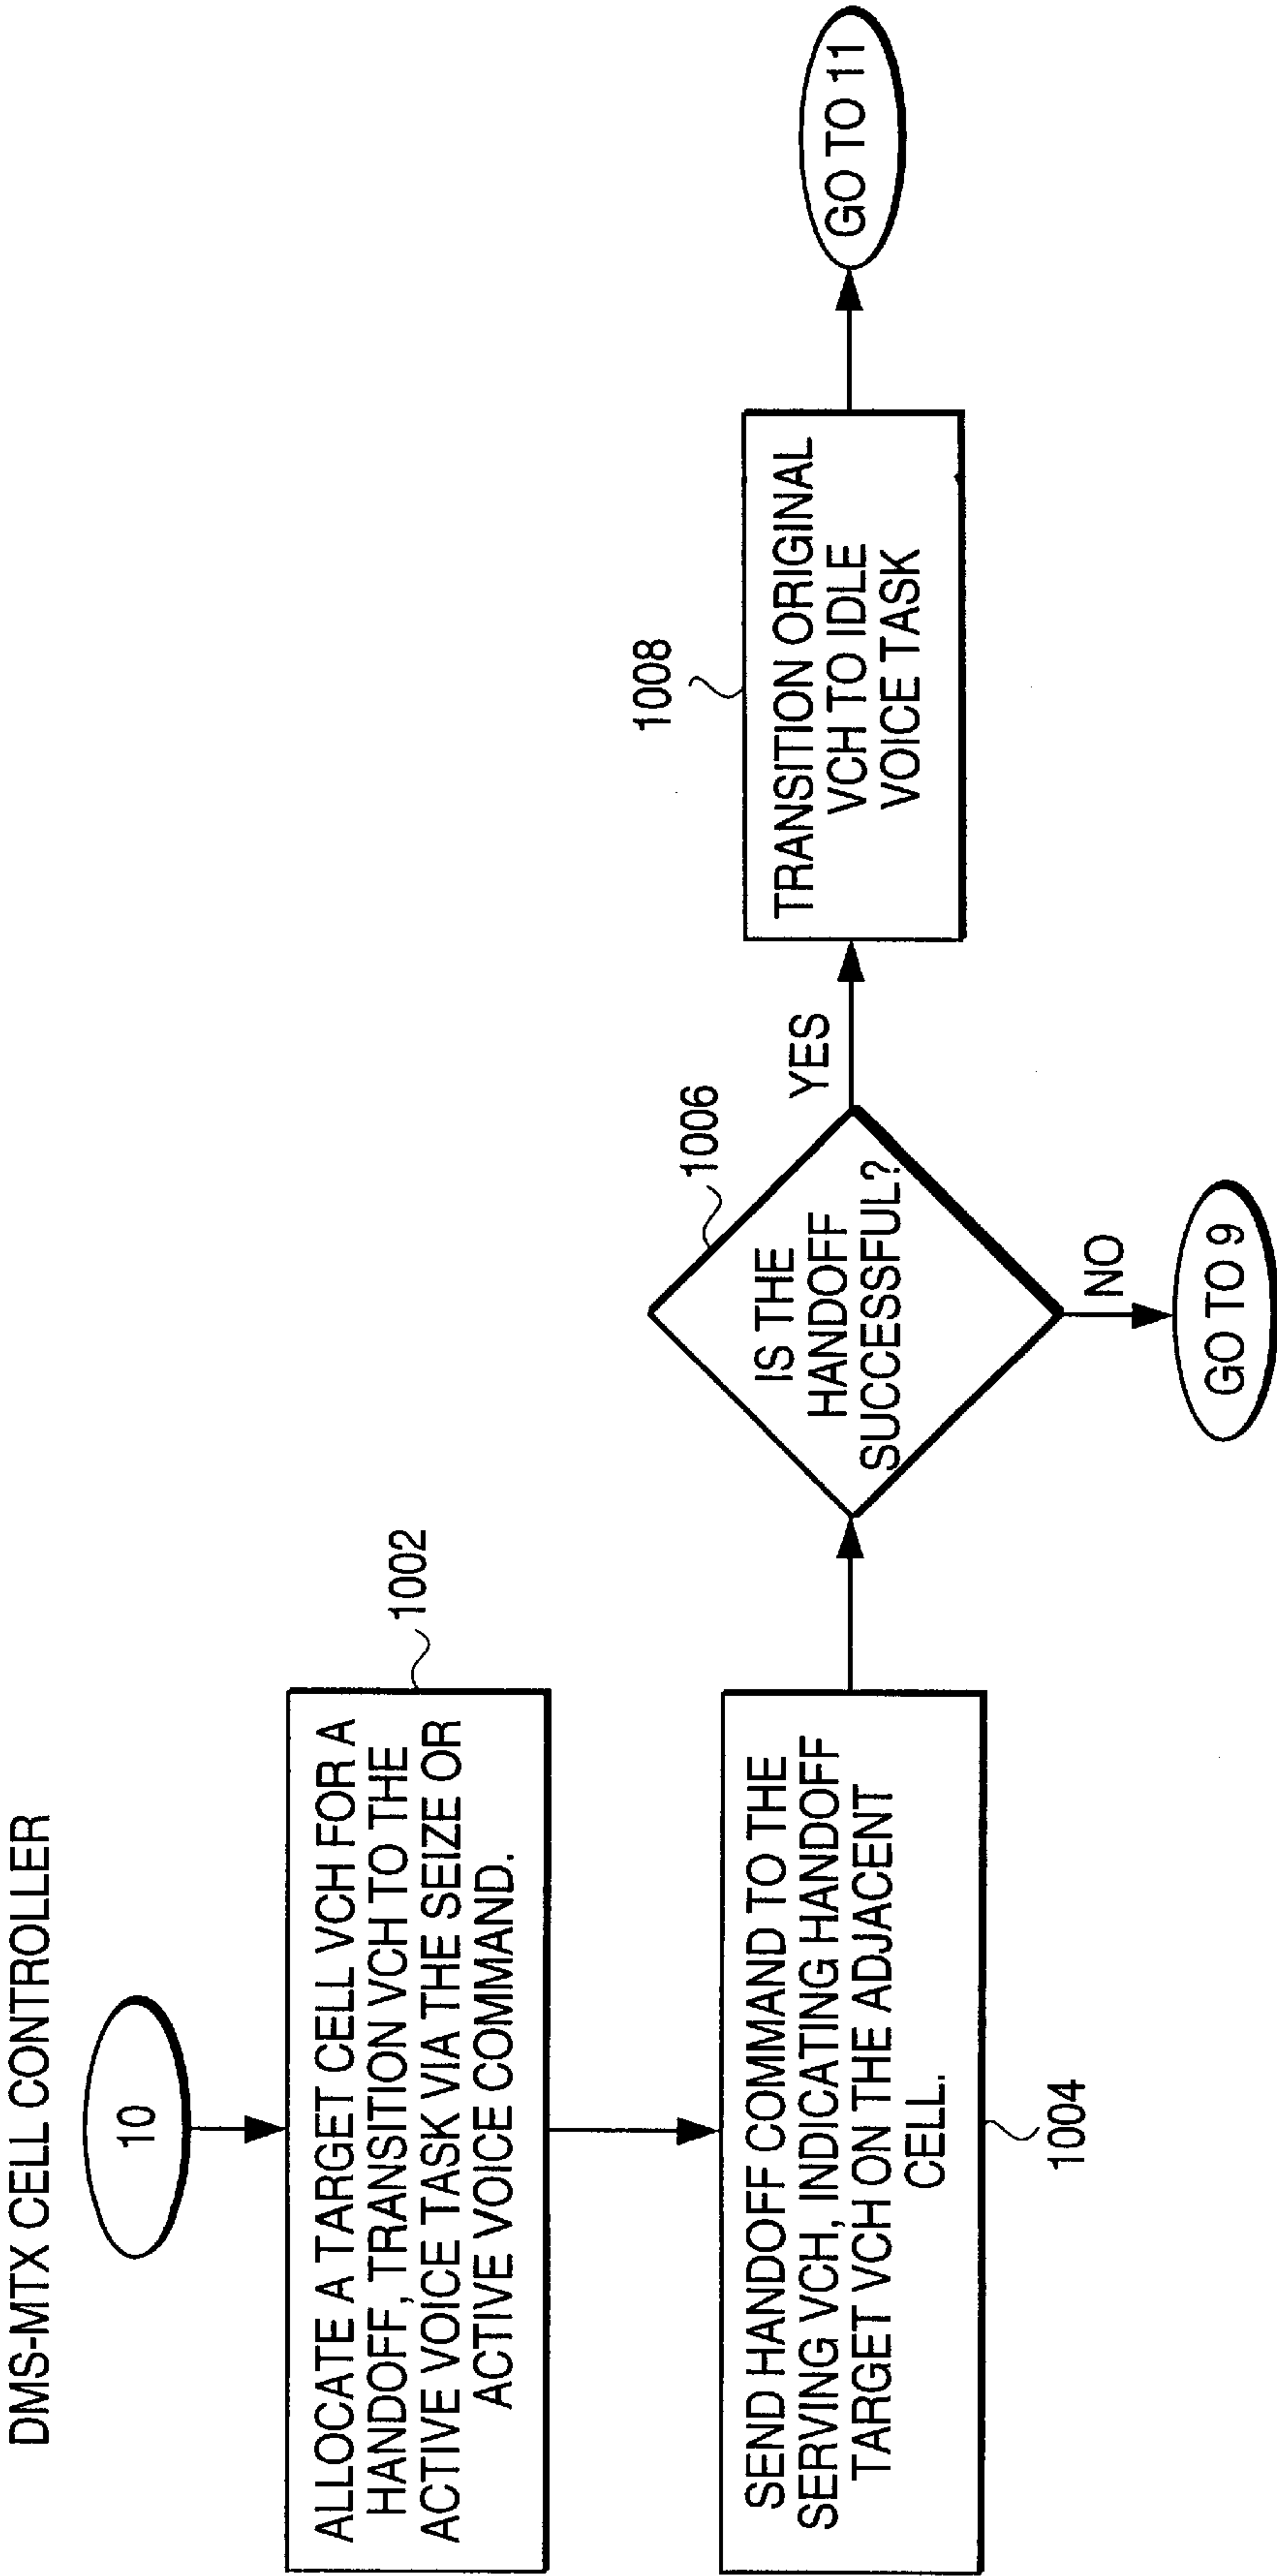 DMS-MTX CELL CONTROLLER
10
ALLOCATE A TARGET CELL VCH FOR A
HANDOFF, TRANSITION VCH TO THE
ACTIVE VOICE TASK VIA THE SEIZE OR
ACTIVE VOICE COMMAND.
1002
SEND HANDOFF COMMAND TO THE
SERVING VCH, INDICATING HANDOFF
TARGET VCH ON THE ADJACENT
CELL.
1004
IS THE
HANDOFF
SUCCESSFUL?
1006
YES
NO
GO TO 9
TRANSITION ORIGINAL
VCH TO IDLE
VOICE TASK
1008
GO TO 11